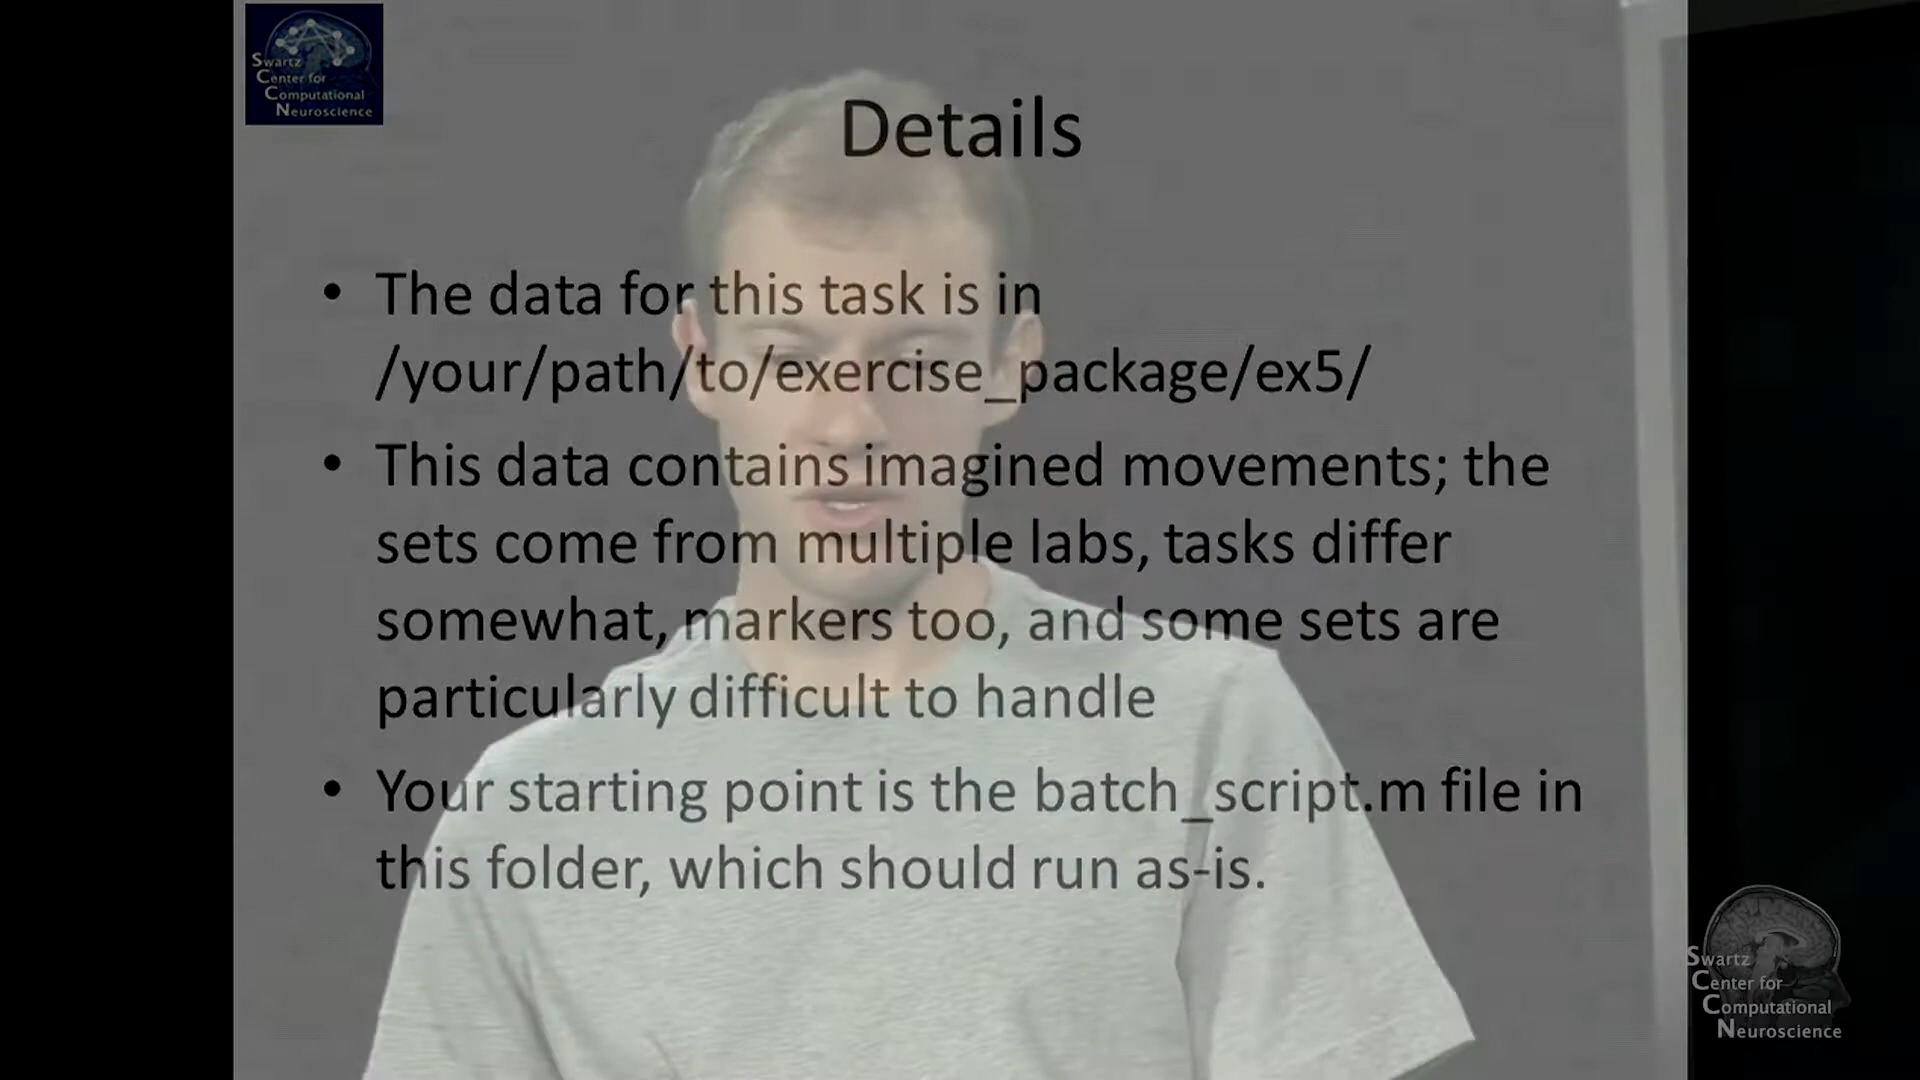 Swartz
Center for
Computational
Neuroscience
Details
• The data for this task is in
/your/path/to/exercise_package/ex5/
• This data contains imagined movements; the
sets come from multiple labs, tasks differ
somewhat, markers too, and some sets are
particularly difficult to handle
• Your starting point is the batch_script.m file in
this folder, which should run as-is.
Swartz
Center for
Computational
Neuroscience